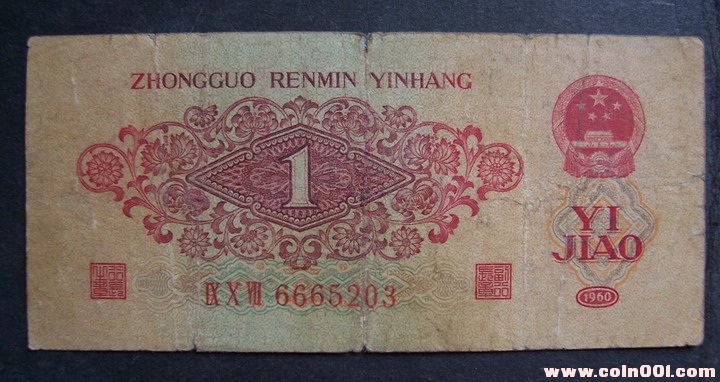 ZHONGGUO RENMIN YINHANG
1
YI
JIAO
IX X VIII 6665203
1960
www.coin001.com